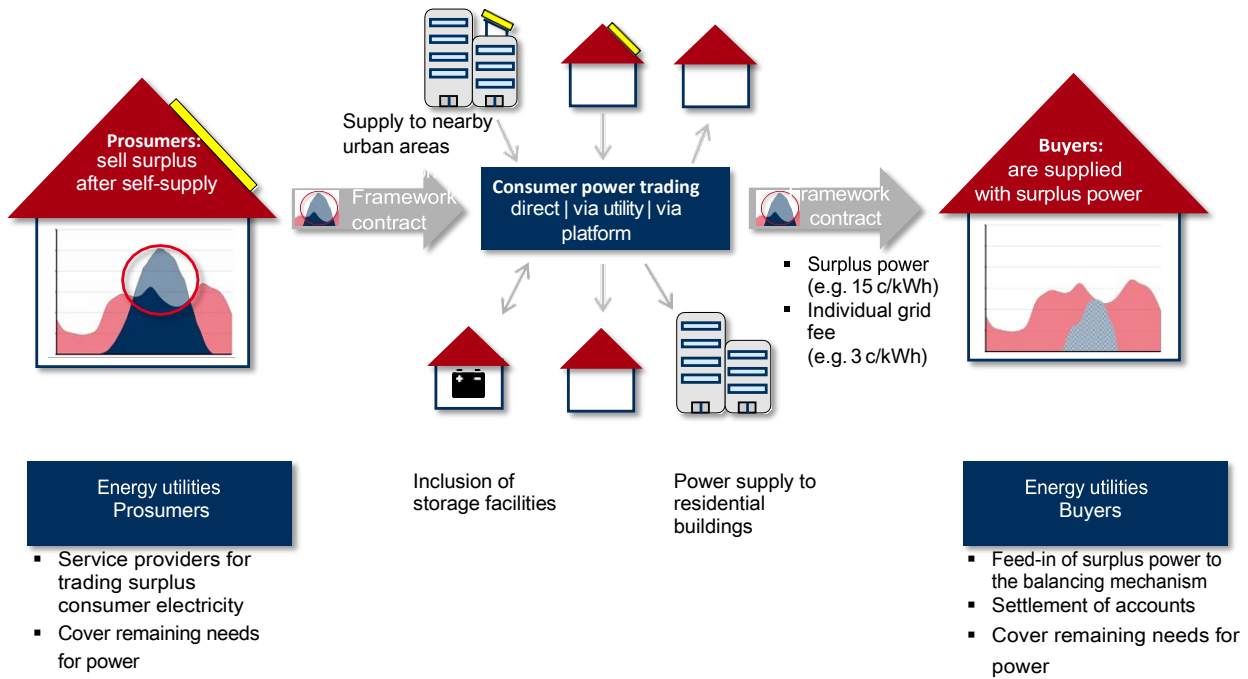 Prosumers:
sell surplus
after self-supply
Supply to nearby
urban areas
Framework
contract
Consumer power trading
direct | via utility | via
platform
Framework
contract
▪ Surplus power
(e.g. 15 c/kWh)
▪ Individual grid
fee
(e.g. 3 c/kWh)
Buyers:
are supplied
with surplus power
Inclusion of
storage facilities
Power supply to
residential
buildings
Energy utilities
Prosumers
▪ Service providers for
trading surplus
consumer electricity
▪ Cover remaining needs
for power
Energy utilities
Buyers
▪ Feed-in of surplus power to
the balancing mechanism
▪ Settlement of accounts
▪ Cover remaining needs for
power